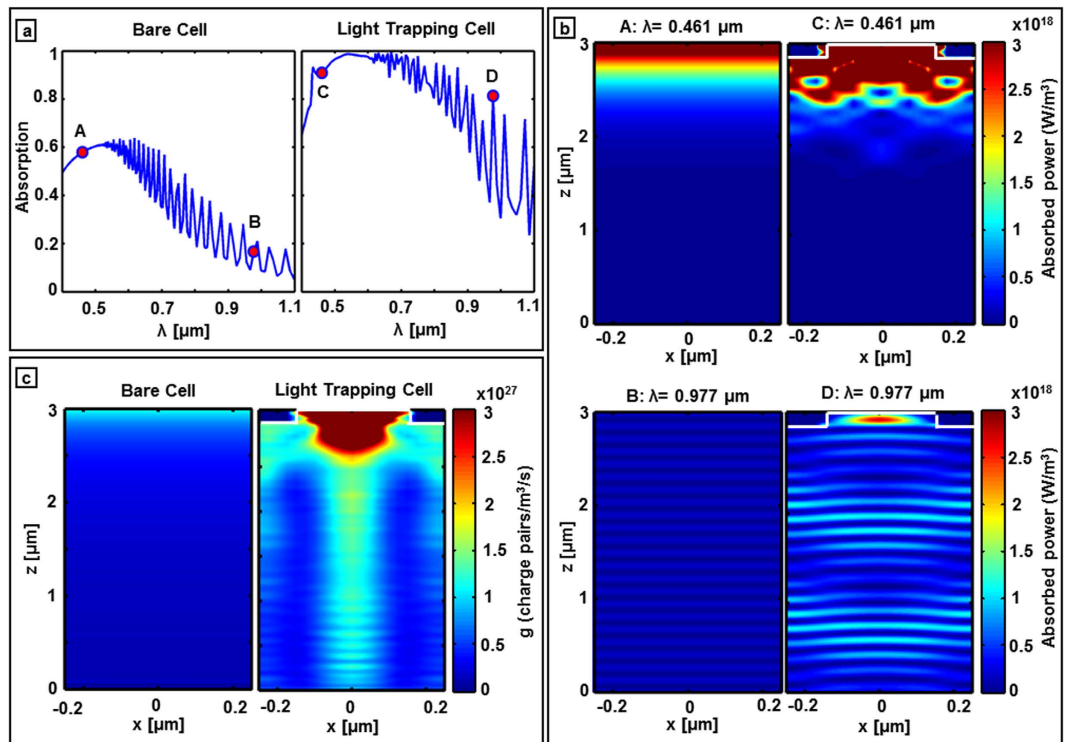 a
Bare Cell
Light Trapping Cell
Absorption
1
0.8
0.6
0.4
0.2
0
A
B
C
D
0.5 0.7 0.9 1.1
λ [μm]
0.5 0.7 0.9 1.1
λ [μm]
b
A: λ= 0.461 μm
C: λ= 0.461 μm
x10¹⁸
z [μm]
3
2
1
0
-0.2 0 0.2
x [μm]
-0.2 0 0.2
x [μm]
3
2.5
2
1.5
1
0.5
0
Absorbed power (W/m³)
B: λ= 0.977 μm
D: λ= 0.977 μm
x10¹⁸
z [μm]
3
2
1
0
-0.2 0 0.2
x [μm]
-0.2 0 0.2
x [μm]
3
2.5
2
1.5
1
0.5
0
Absorbed power (W/m³)
c
Bare Cell
Light Trapping Cell
x10²⁷
z [μm]
3
2
1
0
-0.2 0 0.2
x [μm]
-0.2 0 0.2
x [μm]
3
2.5
2
1.5
1
0.5
0
g (charge pairs/m³/s)